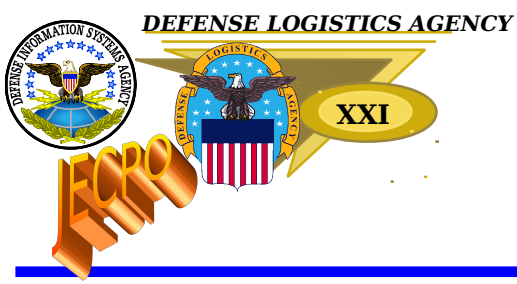 DEFENSE LOGISTICS AGENCY
DEFENSE INFORMATION SYSTEMS AGENCY
DEFENSE LOGISTICS AGENCY
XXI
JECPO